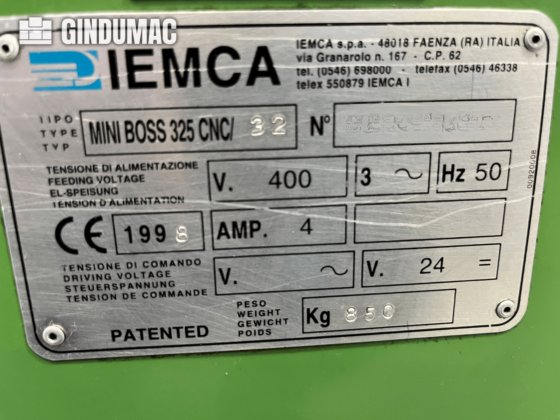 GINDUMAC
IEMCA
IEMCA s.p.a. - 48018 FAENZA (RA) ITALIA
via Granarolo n. 167 - C.P. 62
tel. (0546) 698000 - telefax (0546) 46338
telex 550879 IEMCA I
TIPO
TYPE
TYP
MINI BOSS 325 CNC/ 32
N°
TENSIONE DI ALIMENTAZIONE
FEEDING VOLTAGE
EL-SPEISUNG
TENSION D'ALIMENTATION
V. 400
3 ~
Hz 50
CE 1998
AMP. 4
TENSIONE DI COMANDO
DRIVING VOLTAGE
STEUERSPANNUNG
TENSION DE COMMANDE
V. ~
V. 24 =
PATENTED
PESO
WEIGHT
GEWICHT
POIDS
Kg 850